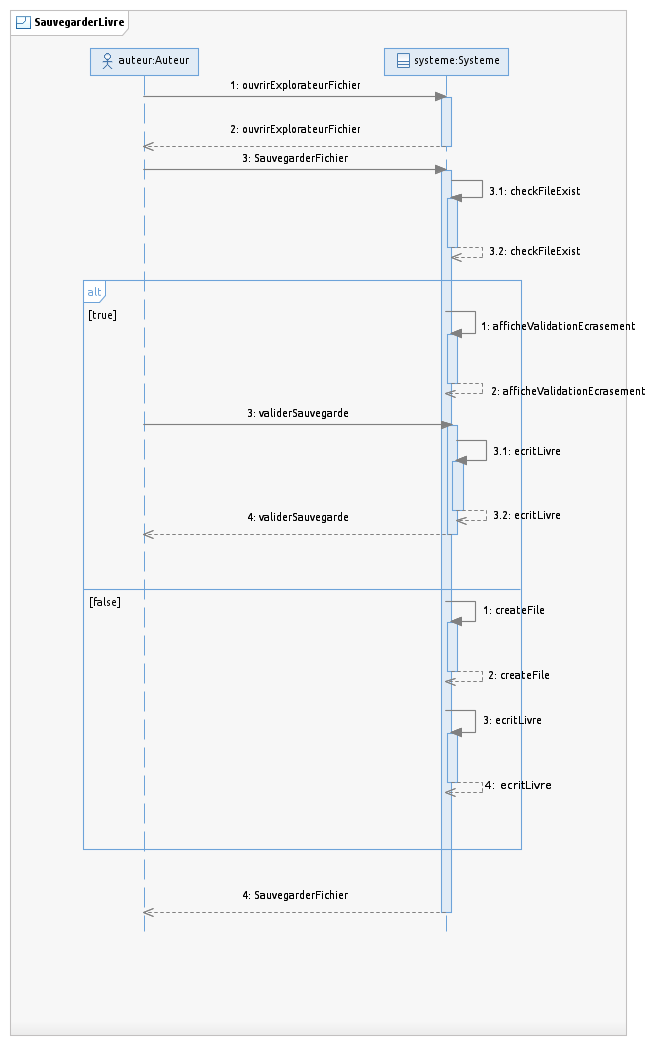 SauvegarderLivre
auteur:Auteur
systeme:Systeme
1: ouvrirExplorateurFichier
2: ouvrirExplorateurFichier
3: SauvegarderFichier
3.1: checkFileExist
3.2: checkFileExist
alt
[true]
1: afficheValidationEcrasement
2: afficheValidationEcrasement
3: validerSauvegarde
3.1: ecritLivre
3.2: ecritLivre
4: validerSauvegarde
[false]
1: createFile
2: createFile
3: ecritLivre
4: ecritLivre
4: SauvegarderFichier